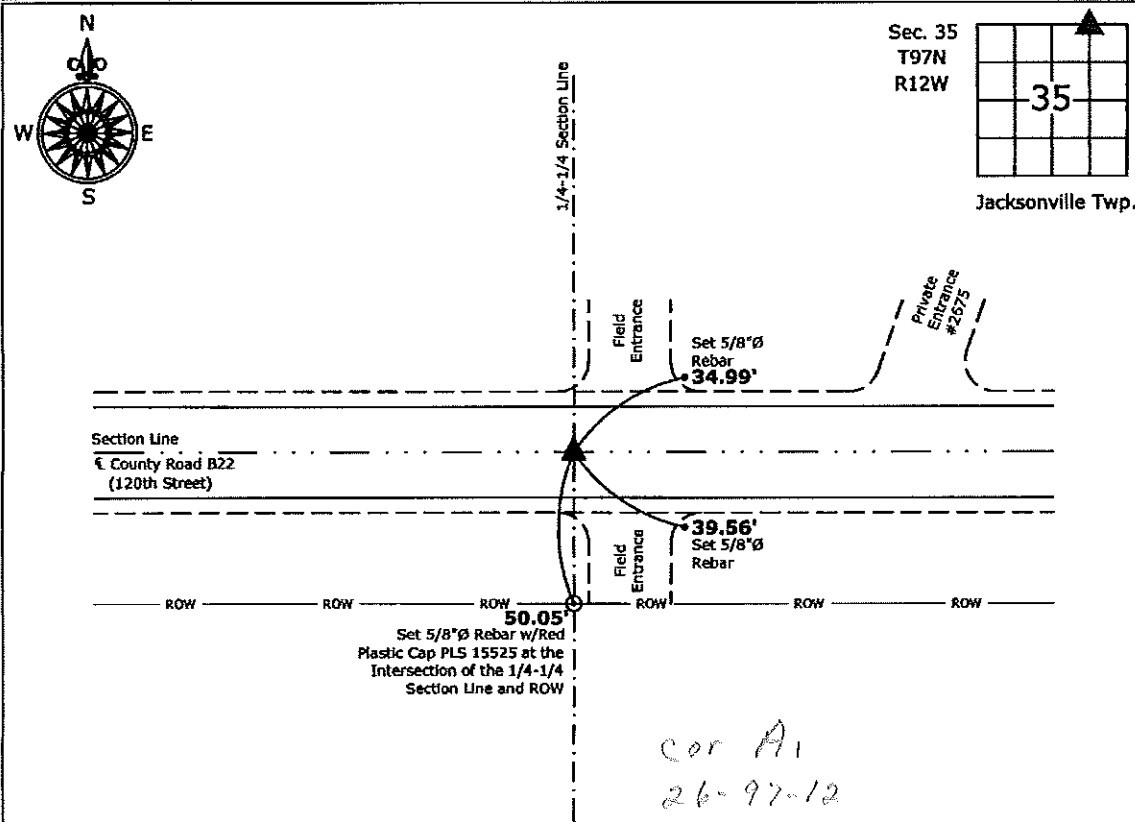 N
W
E
S
Sec. 35
T97N
R12W
35
Jacksonville Twp.
1/4-1/4 Section Line
Field
Entrance
Set 5/8"Ø
Rebar
34.99'
Private
Entrance
#2675
Section Line
℄ County Road B22
(120th Street)
39.56'
Set 5/8"Ø
Rebar
Field
Entrance
ROW ROW ROW ROW ROW ROW
50.05'
Set 5/8"Ø Rebar w/Red
Plastic Cap PLS 15525 at the
Intersection of the 1/4-1/4
Section Line and ROW
cor A1
26-97-12